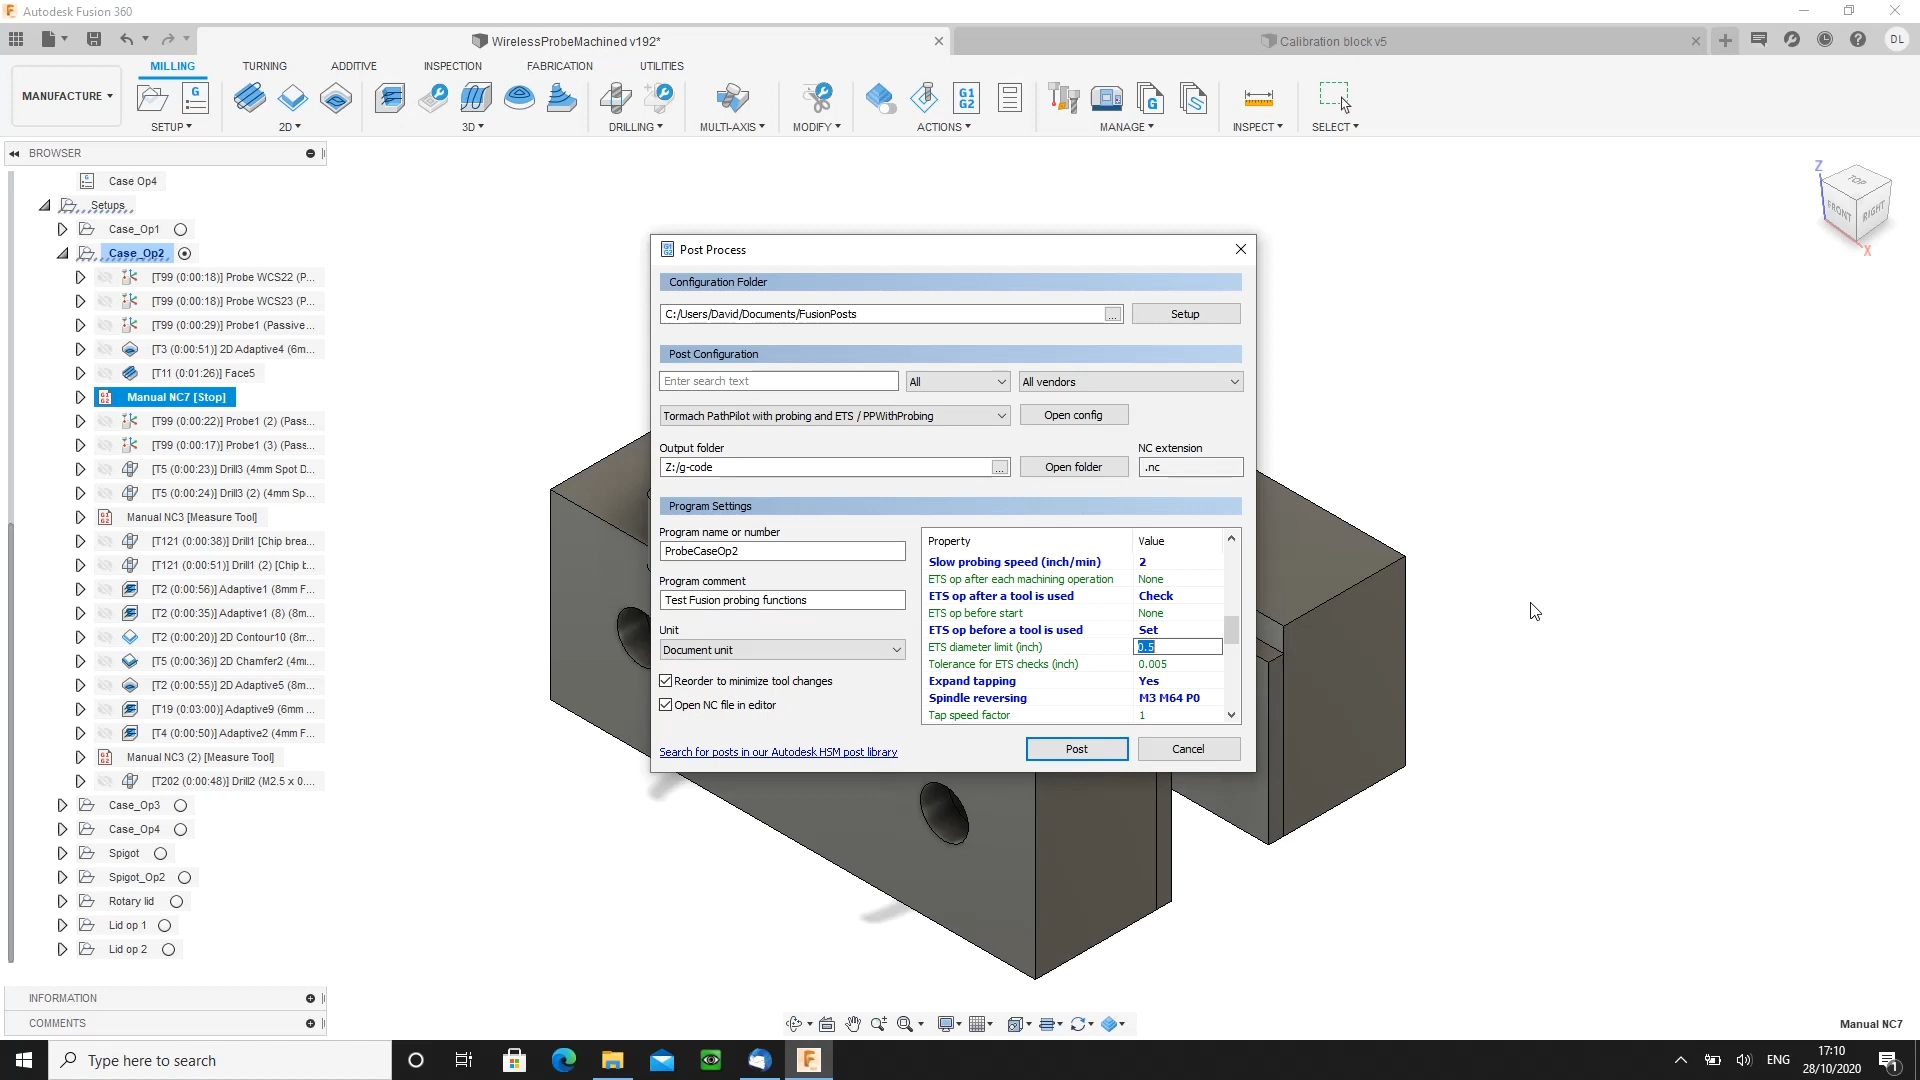 Autodesk Fusion 360
WirelessProbeMachined v192*
Calibration block v5
DL
MILLING
TURNING
ADDITIVE
INSPECTION
FABRICATION
UTILITIES
MANUFACTURE
SETUP
2D
3D
DRILLING
MULTI-AXIS
MODIFY
ACTIONS
MANAGE
INSPECT
SELECT
BROWSER
Case Op4
Setups
Case_Op1
Case_Op2
[T99 (0:00:18)] Probe WCS22 (P...
[T99 (0:00:18)] Probe WCS23 (P...
[T99 (0:00:29)] Probe1 (Passive...
[T3 (0:00:51)] 2D Adaptive4 (6m...
[T11 (0:01:26)] Face5
Manual NC7 [Stop]
[T99 (0:00:22)] Probe1 (2) (Pass...
[T99 (0:00:17)] Probe1 (3) (Pass...
[T5 (0:00:23)] Drill3 (4mm Spot D...
[T5 (0:00:24)] Drill3 (2) (4mm Sp...
Manual NC3 [Measure Tool]
[T121 (0:00:38)] Drill1 [Chip brea...
[T121 (0:00:51)] Drill1 (2) [Chip t...
[T2 (0:00:56)] Adaptive1 (8mm F...
[T2 (0:00:35)] Adaptive1 (8) (8m...
[T2 (0:00:20)] 2D Contour10 (8m...
[T5 (0:00:36)] 2D Chamfer2 (4mi...
[T2 (0:00:55)] 2D Adaptive5 (8m...
[T19 (0:03:00)] Adaptive9 (6mm ...
[T4 (0:00:50)] Adaptive2 (4mm F...
Manual NC3 (2) [Measure Tool]
[T202 (0:00:48)] Drill2 (M2.5 x 0....
Case_Op3
Case_Op4
Spigot
Spigot_Op2
Rotary lid
Lid op 1
Lid op 2
INFORMATION
COMMENTS
Post Process
Configuration Folder
C:/Users/David/Documents/FusionPosts
...
Setup
Post Configuration
Enter search text
All
All vendors
Tormach PathPilot with probing and ETS / PPWithProbing
Open config
Output folder
NC extension
Z:/g-code
...
Open folder
.nc
Program Settings
Program name or number
ProbeCaseOp2
Program comment
Test Fusion probing functions
Unit
Document unit
Reorder to minimize tool changes
Open NC file in editor
Property Value
Slow probing speed (inch/min) 2
ETS op after each machining operation None
ETS op after a tool is used Check
ETS op before start None
ETS op before a tool is used Set
ETS diameter limit (inch) 0.5
Tolerance for ETS checks (inch) 0.005
Expand tapping Yes
Spindle reversing M3 M64 P0
Tap speed factor 1
Search for posts in our Autodesk HSM post library
Post
Cancel
Z
TOP
FRONT
RIGHT
X
Manual NC7
Type here to search
ENG
17:10
28/10/2020
1